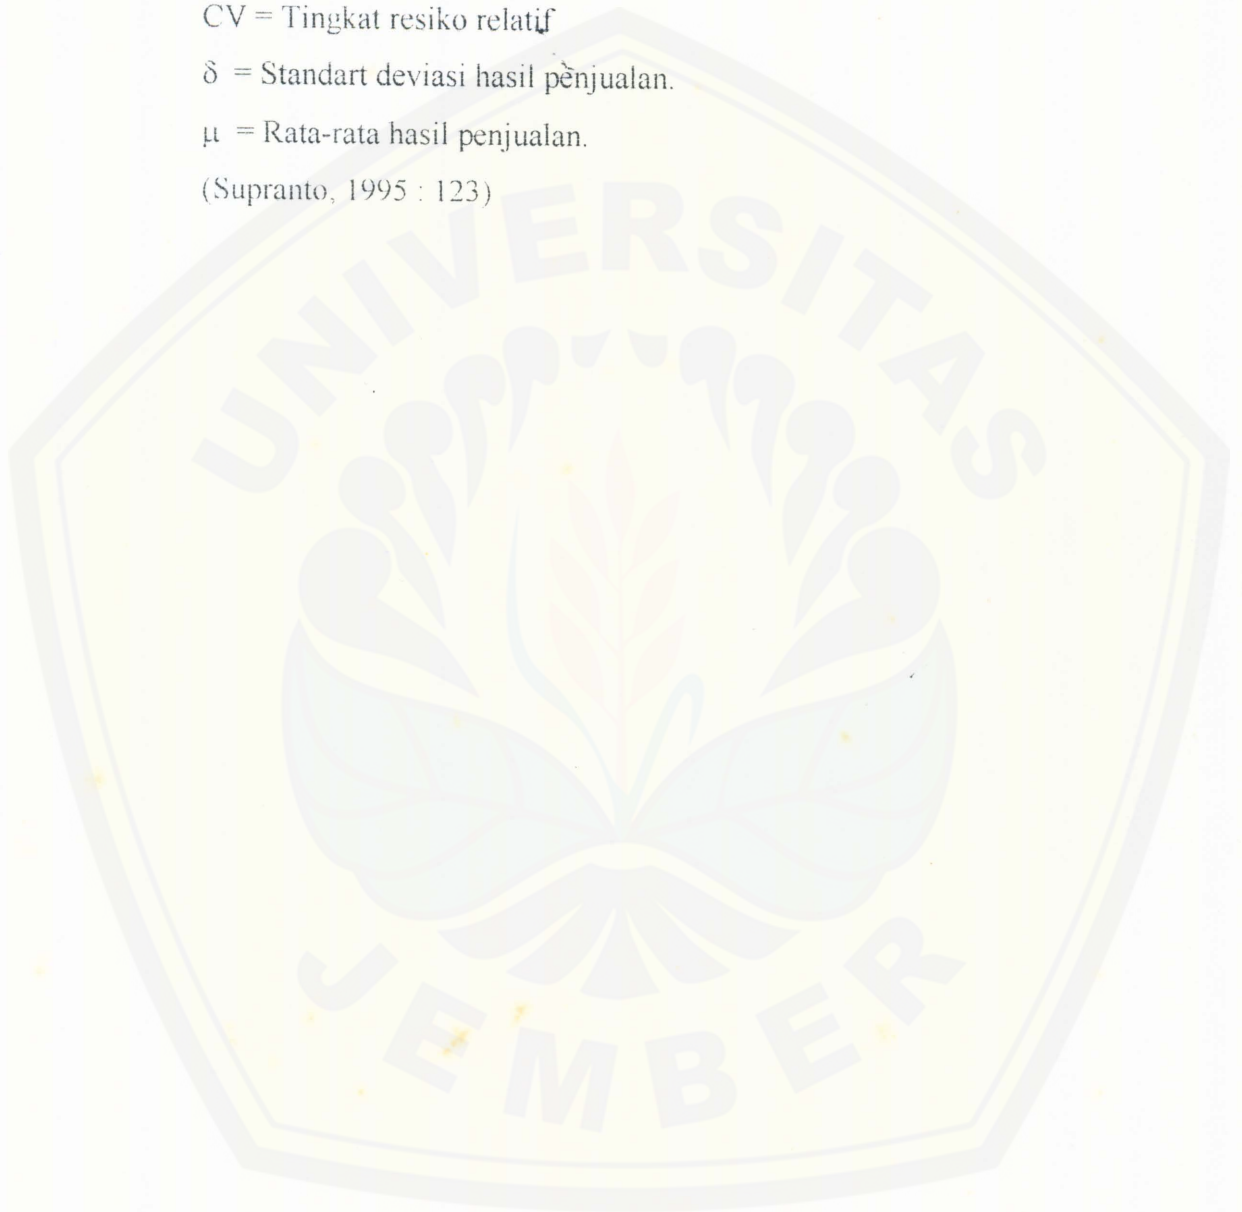 CV = Tingkat resiko relatif
δ = Standart deviasi hasil penjualan.
μ = Rata-rata hasil penjualan.
(Supranto, 1995 : 123)
UNIVERSITAS
JEMBER